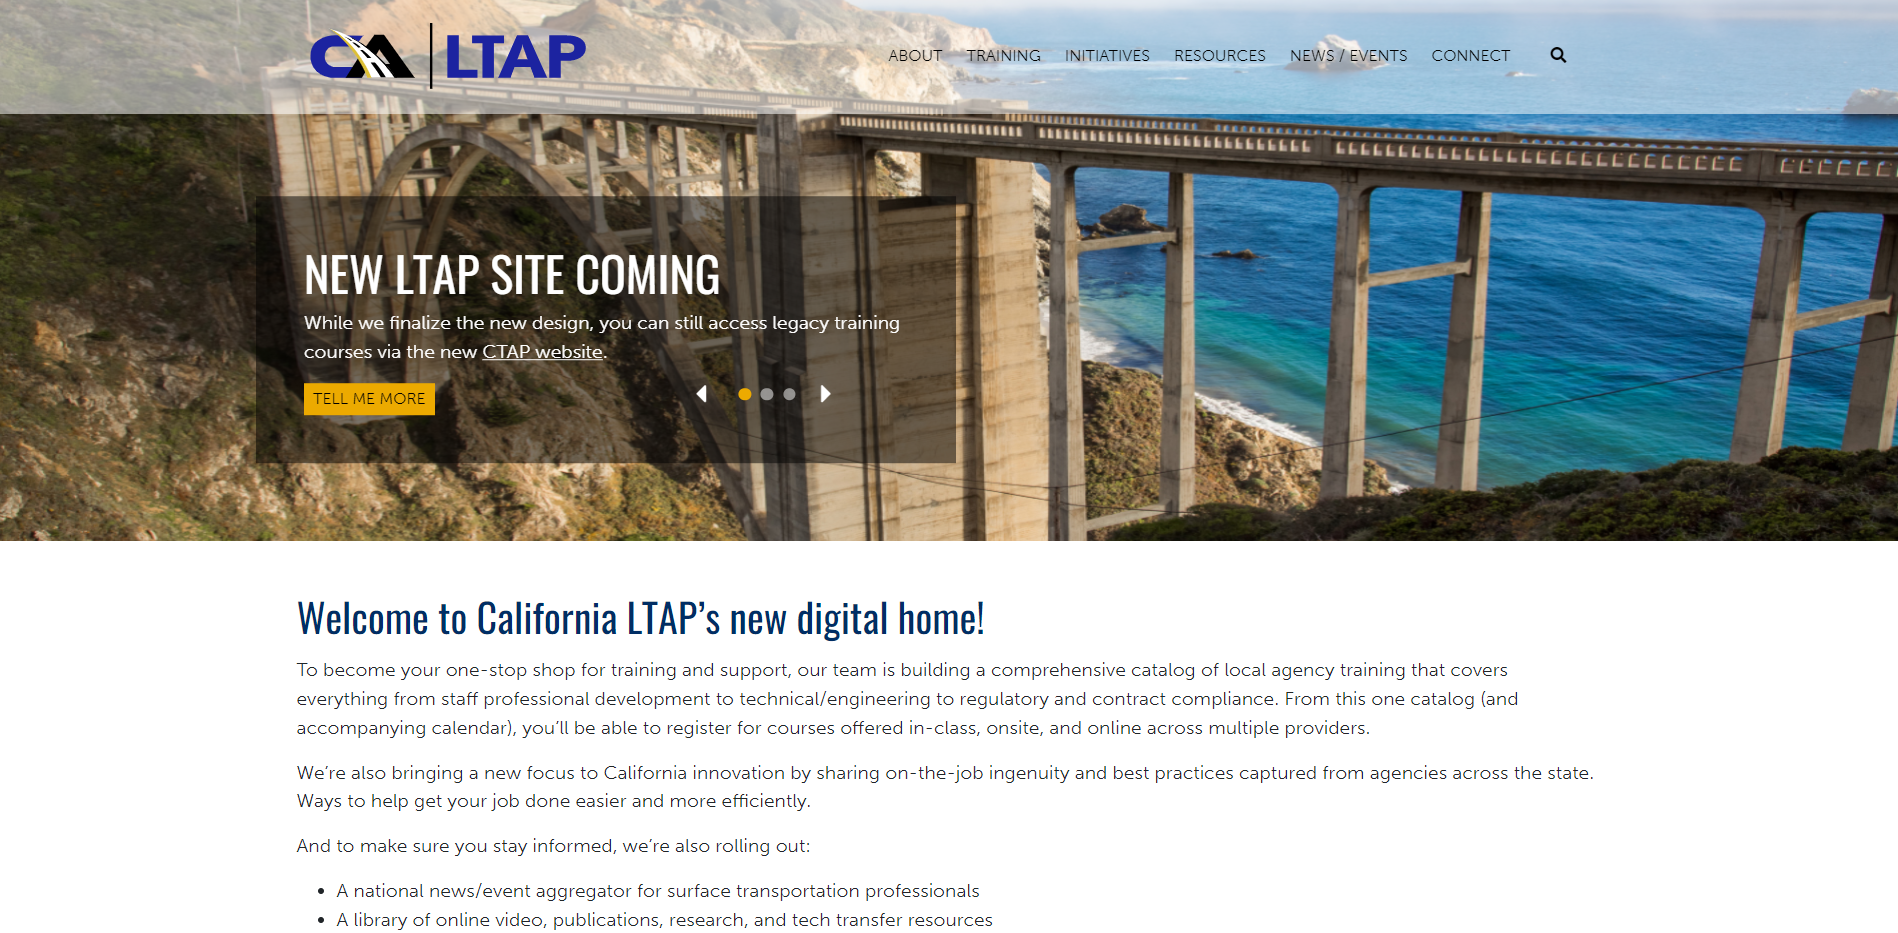 CA LTAP
ABOUT TRAINING INITIATIVES RESOURCES NEWS / EVENTS CONNECT
NEW LTAP SITE COMING
While we finalize the new design, you can still access legacy training
courses via the new CTAP website.
TELL ME MORE
Welcome to California LTAP’s new digital home!
To become your one-stop shop for training and support, our team is building a comprehensive catalog of local agency training that covers
everything from staff professional development to technical/engineering to regulatory and contract compliance. From this one catalog (and
accompanying calendar), you’ll be able to register for courses offered in-class, onsite, and online across multiple providers.
We’re also bringing a new focus to California innovation by sharing on-the-job ingenuity and best practices captured from agencies across the state.
Ways to help get your job done easier and more efficiently.
And to make sure you stay informed, we’re also rolling out:
• A national news/event aggregator for surface transportation professionals
• A library of online video, publications, research, and tech transfer resources